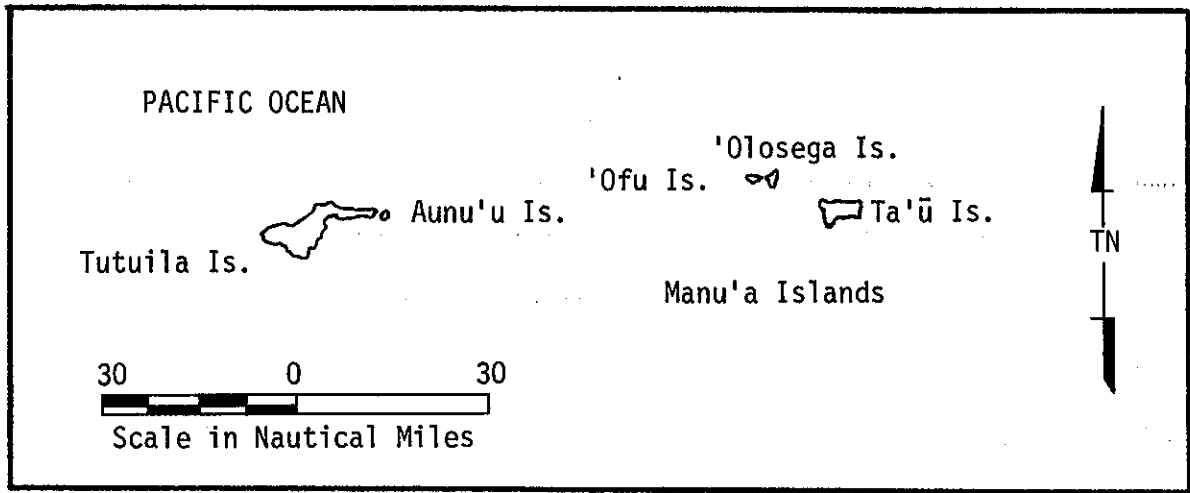 PACIFIC OCEAN
'Olosega Is.
'Ofu Is.
Aunu'u Is.
Ta'ū Is.
Tutuila Is.
TN
Manu'a Islands
30 0 30
Scale in Nautical Miles